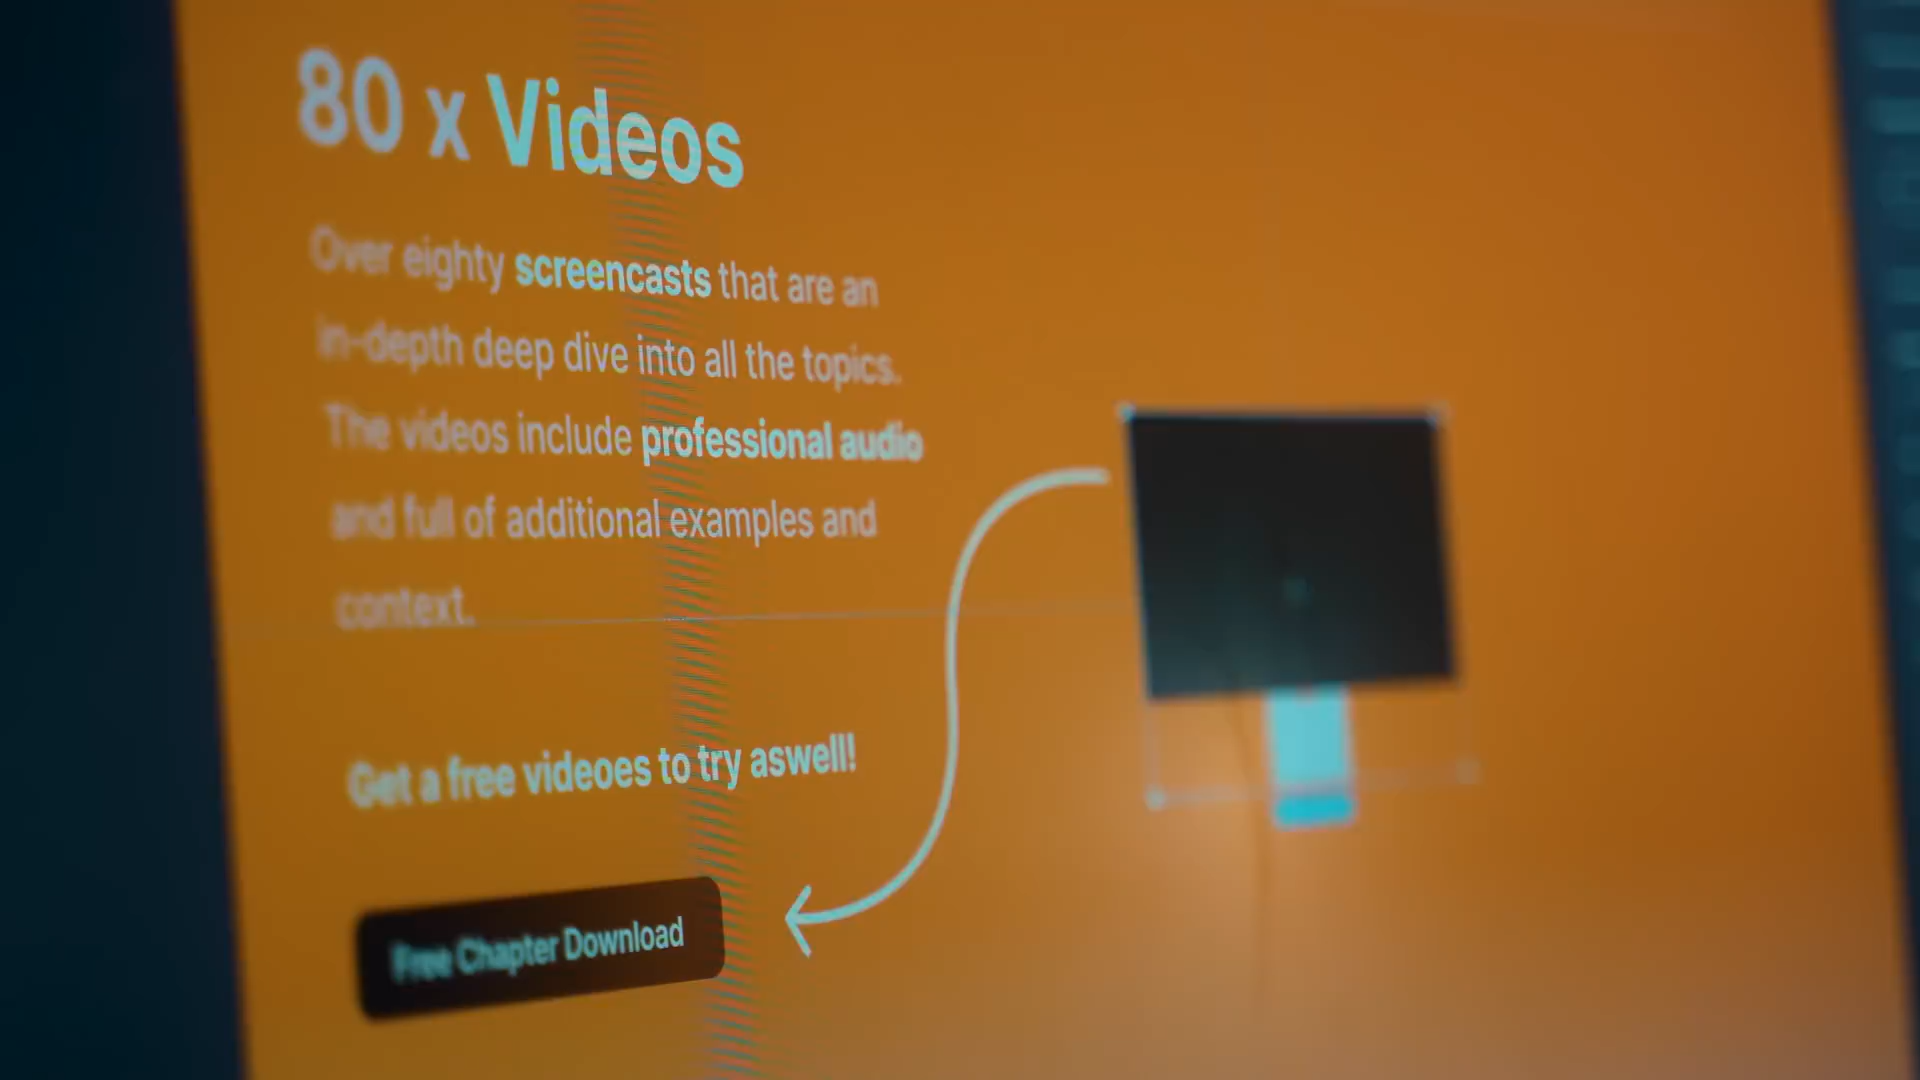 80 x Videos
Over eighty screencasts that are an
in-depth deep dive into all the topics.
The videos include professional audio
and full of additional examples and
context.
Get a free videoes to try aswell!
Free Chapter Download